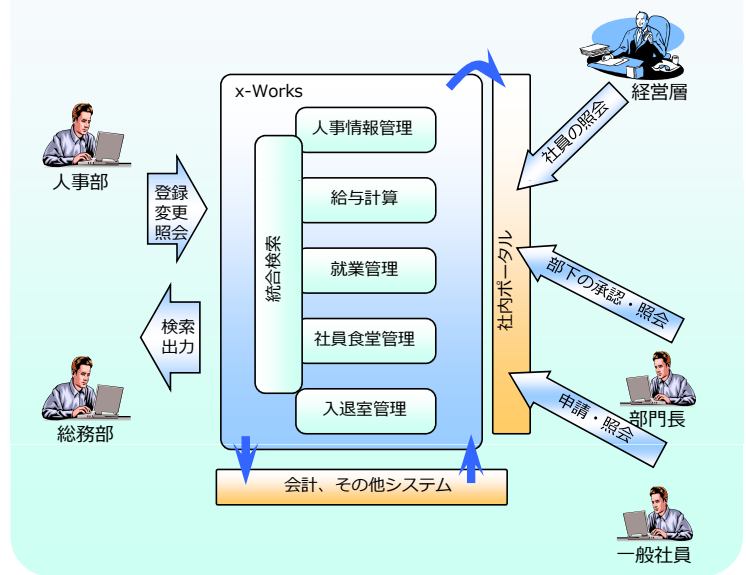 x-Works
人事情報管理
給与計算
就業管理
社員食堂管理
入退室管理
統合検索
社内ポータル
経営層
社員の照会
人事部
登録
変更
照会
部下の承認・照会
検索
出力
部門長
総務部
申請・照会
会計、その他システム
一般社員